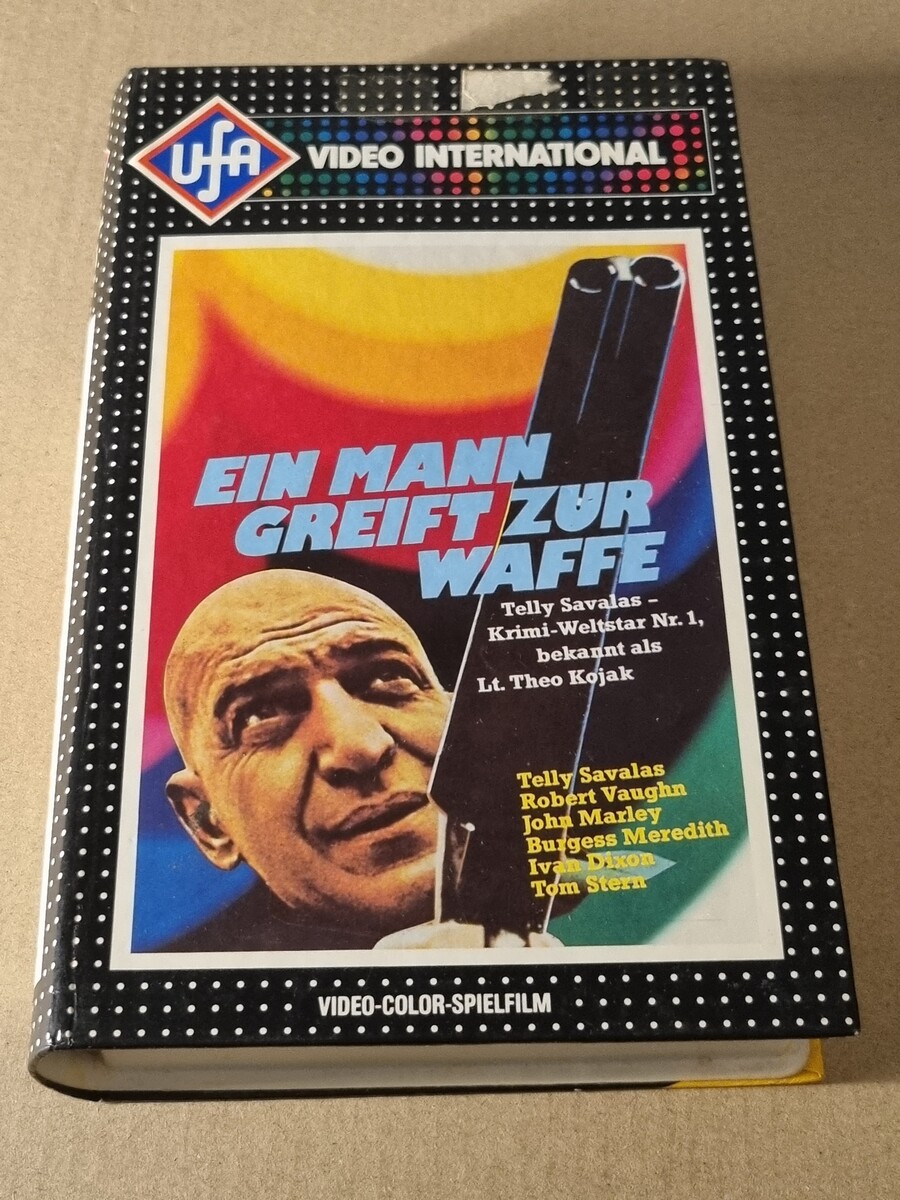 UfA
VIDEO INTERNATIONAL
EIN MANN
GREIFT ZUR
WAFFE
Telly Savalas –
Krimi-Weltstar Nr. 1,
bekannt als
Lt. Theo Kojak
Telly Savalas
Robert Vaughn
John Marley
Burgess Meredith
Ivan Dixon
Tom Stern
VIDEO-COLOR-SPIELFILM